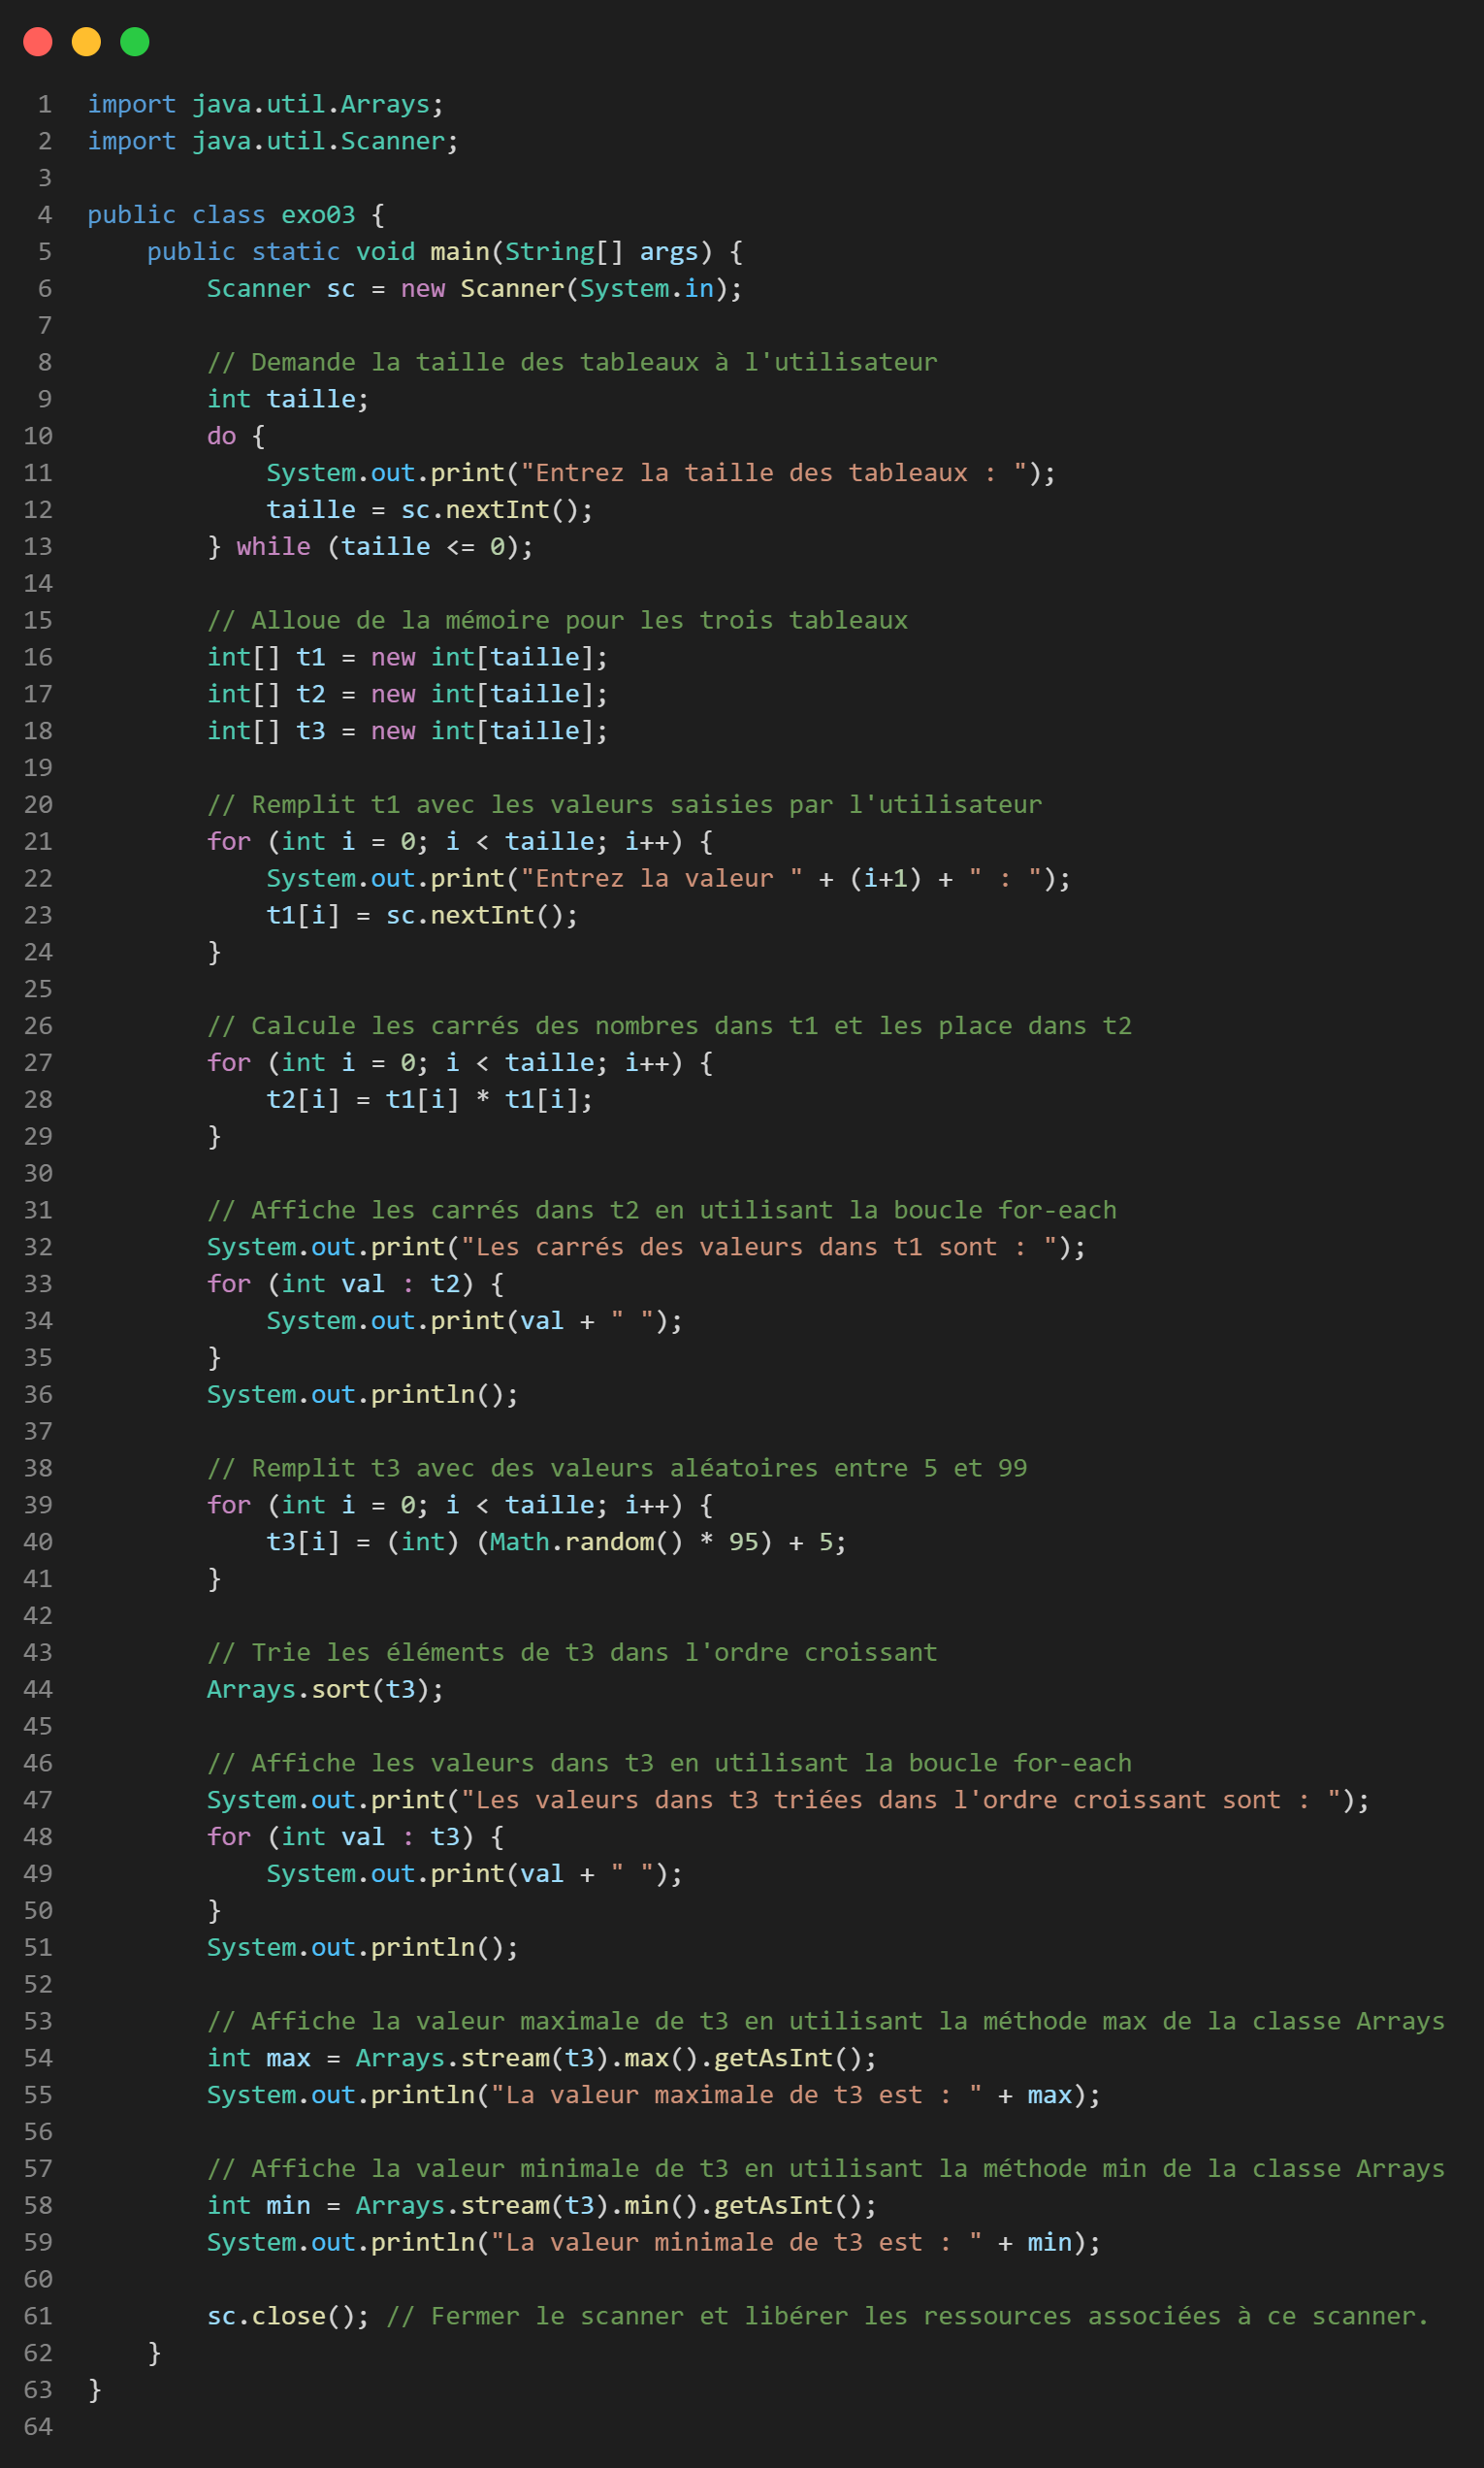 1 import java.util.Arrays;
2 import java.util.Scanner;
3
4 public class exo03 {
5     public static void main(String[] args) {
6         Scanner sc = new Scanner(System.in);
7
8         // Demande la taille des tableaux à l'utilisateur
9         int taille;
10         do {
11             System.out.print("Entrez la taille des tableaux : ");
12             taille = sc.nextInt();
13         } while (taille <= 0);
14
15         // Alloue de la mémoire pour les trois tableaux
16         int[] t1 = new int[taille];
17         int[] t2 = new int[taille];
18         int[] t3 = new int[taille];
19
20         // Remplit t1 avec les valeurs saisies par l'utilisateur
21         for (int i = 0; i < taille; i++) {
22             System.out.print("Entrez la valeur " + (i+1) + " : ");
23             t1[i] = sc.nextInt();
24         }
25
26         // Calcule les carrés des nombres dans t1 et les place dans t2
27         for (int i = 0; i < taille; i++) {
28             t2[i] = t1[i] * t1[i];
29         }
30
31         // Affiche les carrés dans t2 en utilisant la boucle for-each
32         System.out.print("Les carrés des valeurs dans t1 sont : ");
33         for (int val : t2) {
34             System.out.print(val + " ");
35         }
36         System.out.println();
37
38         // Remplit t3 avec des valeurs aléatoires entre 5 et 99
39         for (int i = 0; i < taille; i++) {
40             t3[i] = (int) (Math.random() * 95) + 5;
41         }
42
43         // Trie les éléments de t3 dans l'ordre croissant
44         Arrays.sort(t3);
45
46         // Affiche les valeurs dans t3 en utilisant la boucle for-each
47         System.out.print("Les valeurs dans t3 triées dans l'ordre croissant sont : ");
48         for (int val : t3) {
49             System.out.print(val + " ");
50         }
51         System.out.println();
52
53         // Affiche la valeur maximale de t3 en utilisant la méthode max de la classe Arrays
54         int max = Arrays.stream(t3).max().getAsInt();
55         System.out.println("La valeur maximale de t3 est : " + max);
56
57         // Affiche la valeur minimale de t3 en utilisant la méthode min de la classe Arrays
58         int min = Arrays.stream(t3).min().getAsInt();
59         System.out.println("La valeur minimale de t3 est : " + min);
60
61         sc.close(); // Fermer le scanner et libérer les ressources associées à ce scanner.
62     }
63 }
64